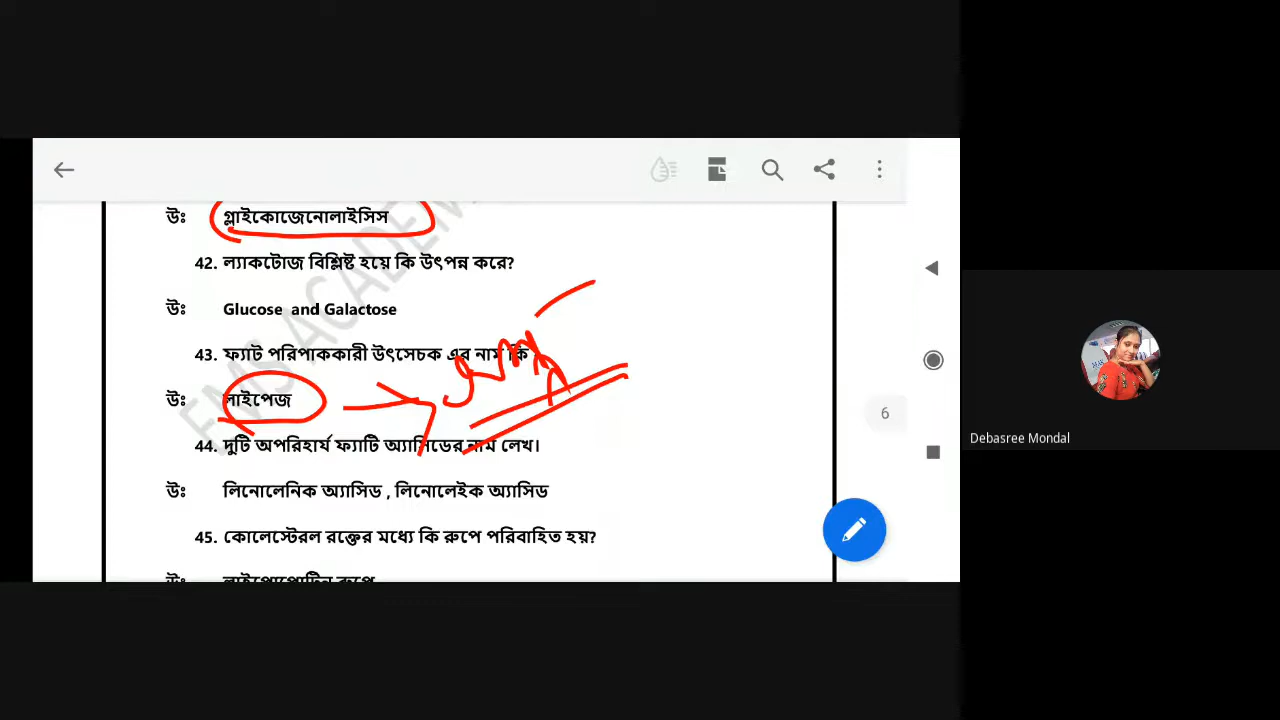 উঃ গ্লাইকোজেনোলাইসিস
42. ল্যাকটোজ বিশ্লিষ্ট হয়ে কি উৎপন্ন করে?
উঃ Glucose and Galactose
43. ফ্যাট পরিপাককারী উৎসেচক এর নাম কি
উঃ লাইপেজ
44. দুটি অপরিহার্য ফ্যাটি অ্যাসিডের নাম লেখ।
উঃ লিনোলেনিক অ্যাসিড , লিনোলেইক অ্যাসিড
45. কোলেস্টেরল রক্তের মধ্যে কি রুপে পরিবাহিত হয়?
উঃ
6
Debasree Mondal